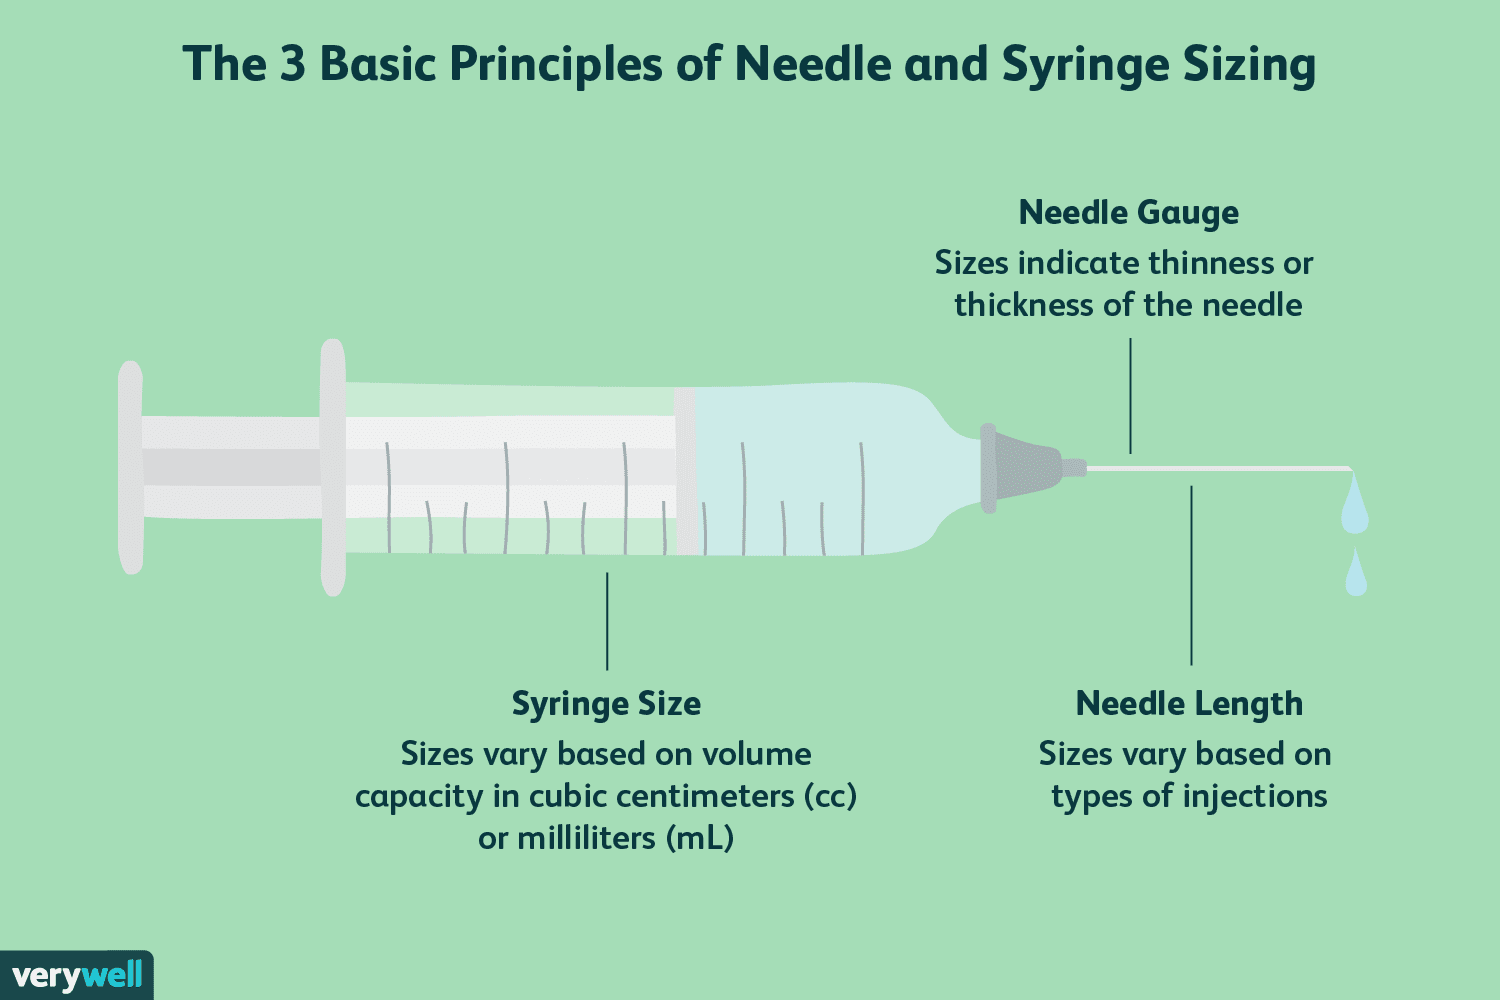 The 3 Basic Principles of Needle and Syringe Sizing
Needle Gauge
Sizes indicate thinness or
thickness of the needle
Syringe Size
Sizes vary based on volume
capacity in cubic centimeters (cc)
or milliliters (mL)
Needle Length
Sizes vary based on
types of injections
verywell